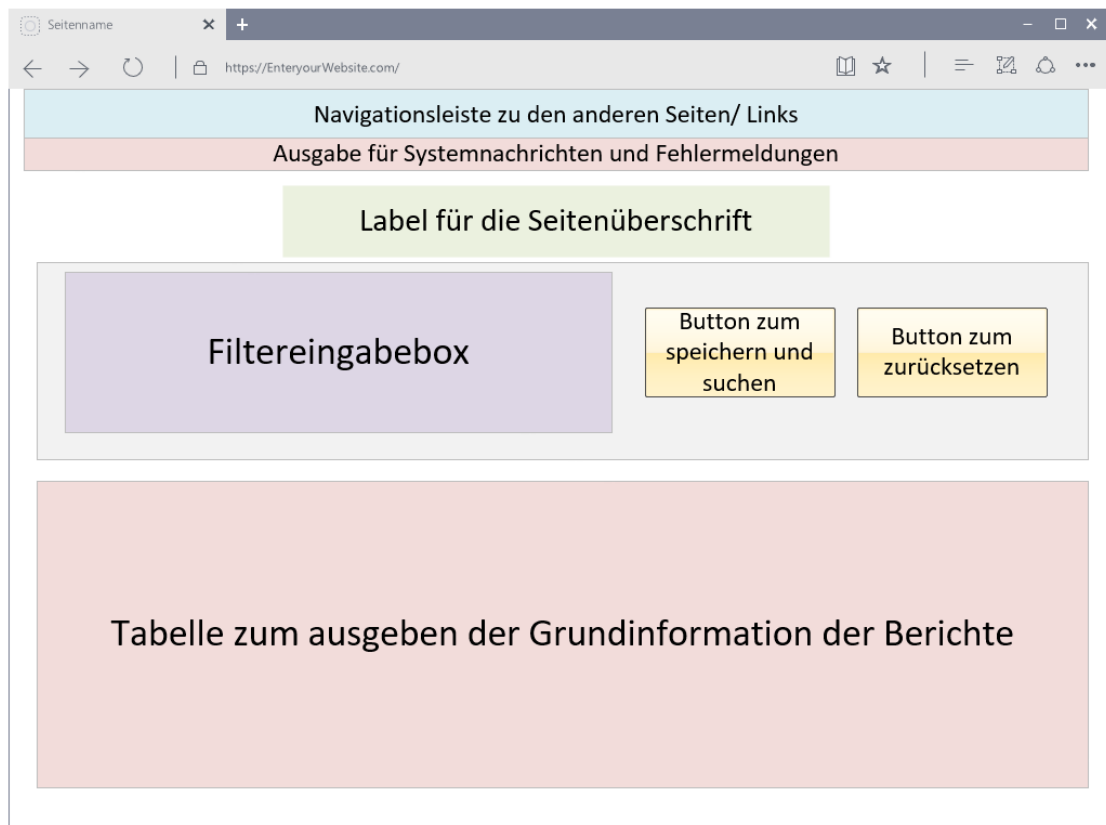 Seitenname
https://EnteryourWebsite.com/
Navigationsleiste zu den anderen Seiten/ Links
Ausgabe für Systemnachrichten und Fehlermeldungen
Label für die Seitenüberschrift
Filtereingabebox
Button zum
speichern und
suchen
Button zum
zurücksetzen
Tabelle zum ausgeben der Grundinformation der Berichte